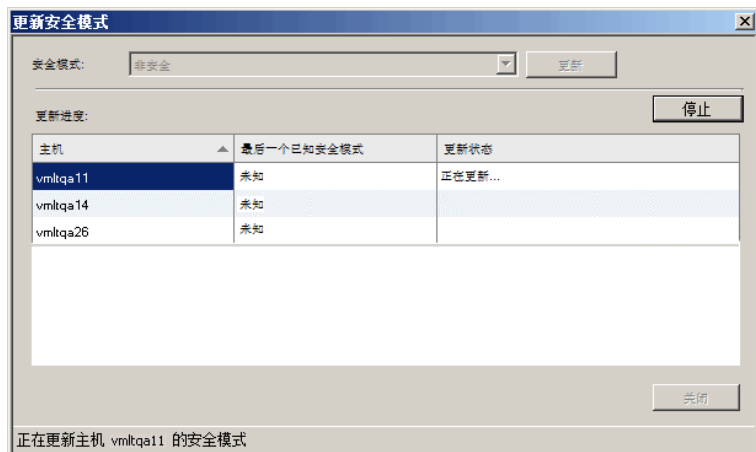 更新安全模式
安全模式: 非安全 更新
更新进度: 停止
主机 最后一个已知安全模式 更新状态
vmltqa11 未知 正在更新...
vmltqa14 未知
vmltqa26 未知
关闭
正在更新主机 vmltqa11 的安全模式